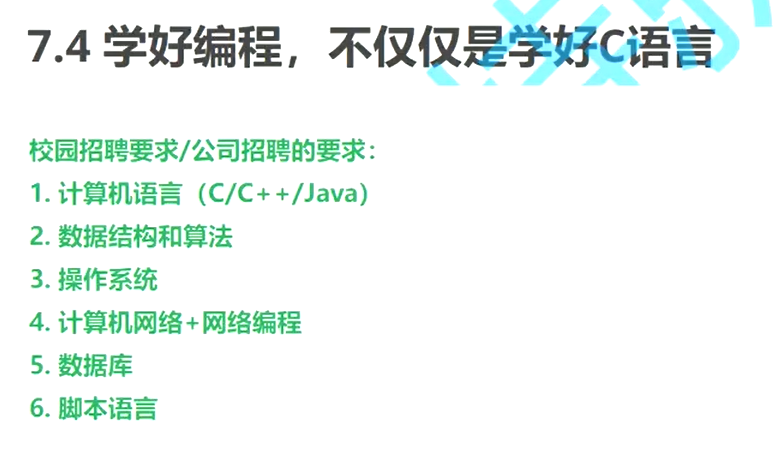 7.4 学好编程，不仅仅是学好C语言
校园招聘要求/公司招聘的要求：
1. 计算机语言（C/C++/Java）
2. 数据结构和算法
3. 操作系统
4. 计算机网络+网络编程
5. 数据库
6. 脚本语言